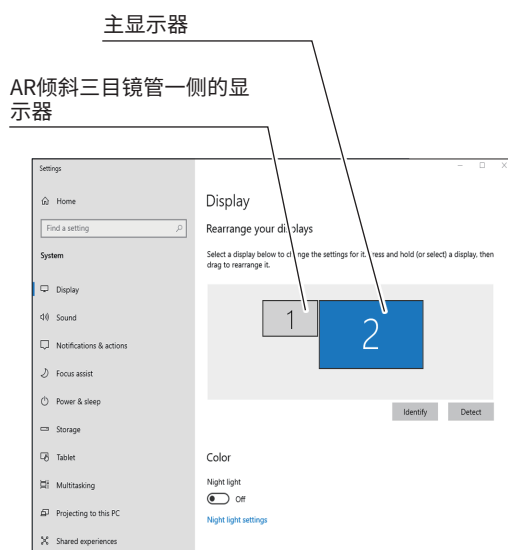 主显示器
AR倾斜三目镜管一侧的显
示器
Settings
Home
Find a setting
System
Display
Sound
Notifications & actions
Focus assist
Power & sleep
Storage
Tablet
Multitasking
Projecting to this PC
Shared experiences
Display
Rearrange your displays
Select a display below to change the settings for it. Press and hold (or select) a display, then
drag to rearrange it.
1
2
Identify Detect
Color
Night light
Off
Night light settings